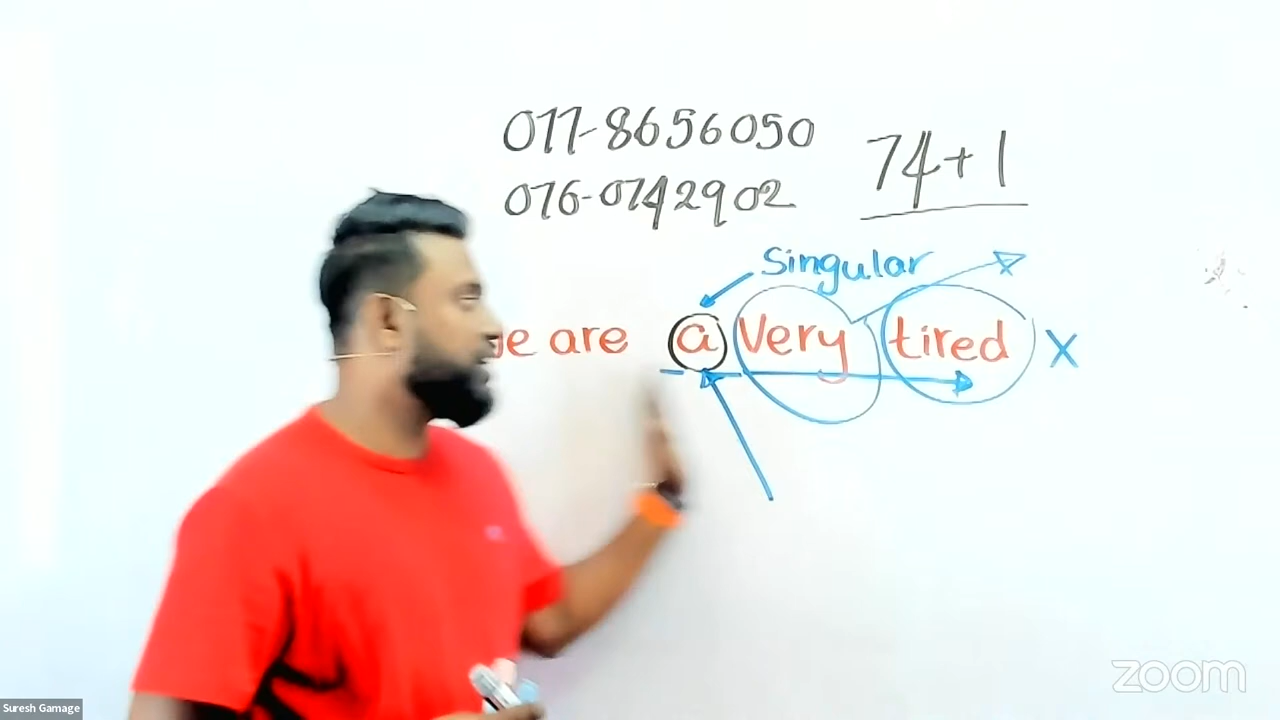 077-8656050
076-0742902
74+1
Singular
are a Very tired x
zoom
Suresh Gamage